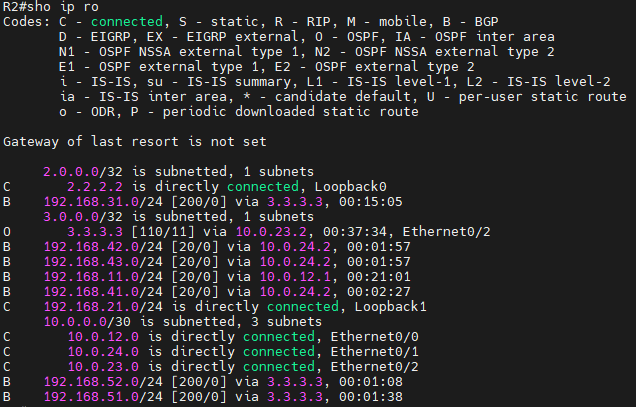 R2#sho ip ro
Codes: C - connected, S - static, R - RIP, M - mobile, B - BGP
       D - EIGRP, EX - EIGRP external, O - OSPF, IA - OSPF inter area
       N1 - OSPF NSSA external type 1, N2 - OSPF NSSA external type 2
       E1 - OSPF external type 1, E2 - OSPF external type 2
       i - IS-IS, su - IS-IS summary, L1 - IS-IS level-1, L2 - IS-IS level-2
       ia - IS-IS inter area, * - candidate default, U - per-user static route
       o - ODR, P - periodic downloaded static route
Gateway of last resort is not set
     2.0.0.0/32 is subnetted, 1 subnets
C       2.2.2.2 is directly connected, Loopback0
B    192.168.31.0/24 [200/0] via 3.3.3.3, 00:15:05
     3.0.0.0/32 is subnetted, 1 subnets
O       3.3.3.3 [110/11] via 10.0.23.2, 00:37:34, Ethernet0/2
B    192.168.42.0/24 [20/0] via 10.0.24.2, 00:01:57
B    192.168.43.0/24 [20/0] via 10.0.24.2, 00:01:57
B    192.168.11.0/24 [20/0] via 10.0.12.1, 00:21:01
B    192.168.41.0/24 [20/0] via 10.0.24.2, 00:02:27
C    192.168.21.0/24 is directly connected, Loopback1
     10.0.0.0/30 is subnetted, 3 subnets
C       10.0.12.0 is directly connected, Ethernet0/0
C       10.0.24.0 is directly connected, Ethernet0/1
C       10.0.23.0 is directly connected, Ethernet0/2
B    192.168.52.0/24 [200/0] via 3.3.3.3, 00:01:08
B    192.168.51.0/24 [200/0] via 3.3.3.3, 00:01:38